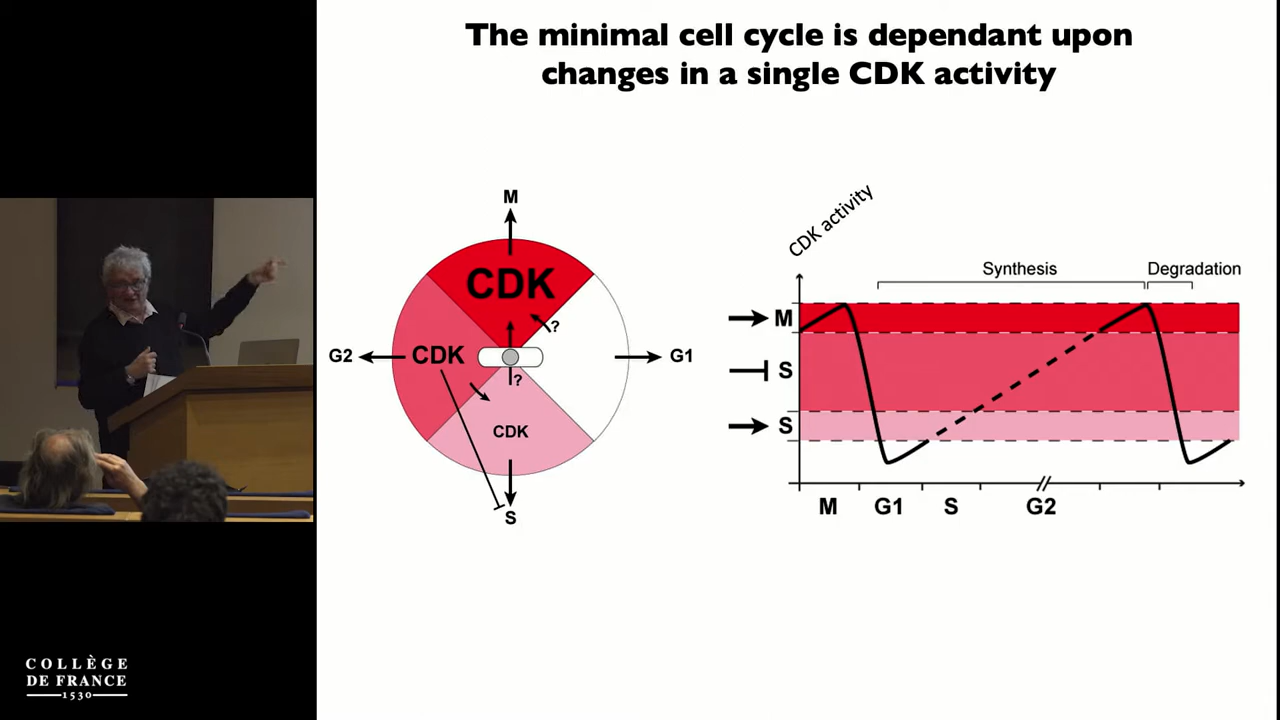 The minimal cell cycle is dependant upon
changes in a single CDK activity
M
CDK
?
G2
CDK
G1
?
CDK
S
CDK activity
Synthesis
Degradation
M
S
S
M G1 S G2
COLLÈGE
DE FRANCE
1530